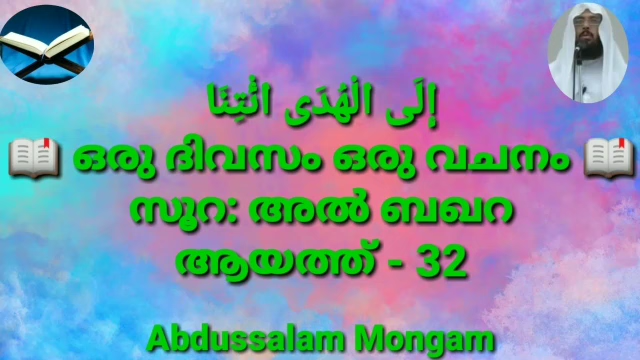 إِلَى الْهُدَى ائْتِنَا
ഒരു ദിവസം ഒരു വചനം
സൂറ: അൽ ബഖറ
ആയത്ത് - 32
Abdussalam Mongam